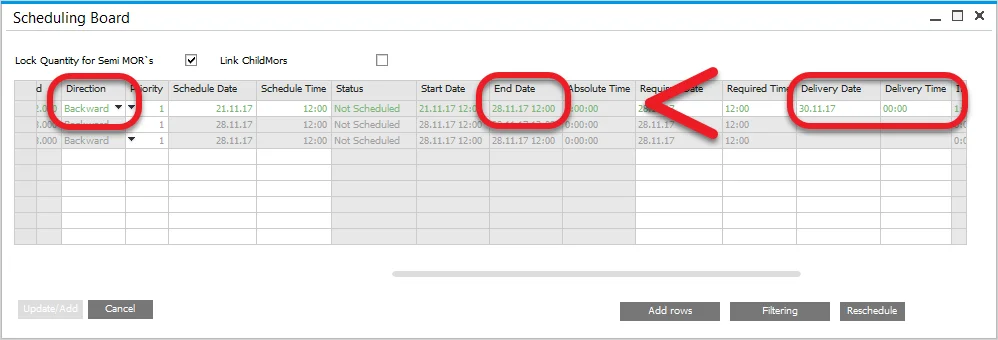 Scheduling Board
Lock Quantity for Semi MOR`s Link ChildMors
d Direction Priority Schedule Date Schedule Time Status Start Date End Date Absolute Time Required Date Required Time Delivery Date Delivery Time
2.000 Backward 1 21.11.17 12:00 Not Scheduled 21.11.17 12:00 28.11.17 12:00 0:00:00 28.11.17 12:00 30.11.17 00:00
.000 Backward 1 28.11.17 12:00 Not Scheduled 28.11.17 12:00 28.11.17 12:00 0:00:00 28.11.17 12:00
.000 Backward 1 28.11.17 12:00 Not Scheduled 28.11.17 12:00 28.11.17 12:00 0:00:00 28.11.17 12:00
Update/Add Cancel Add rows Filtering Reschedule